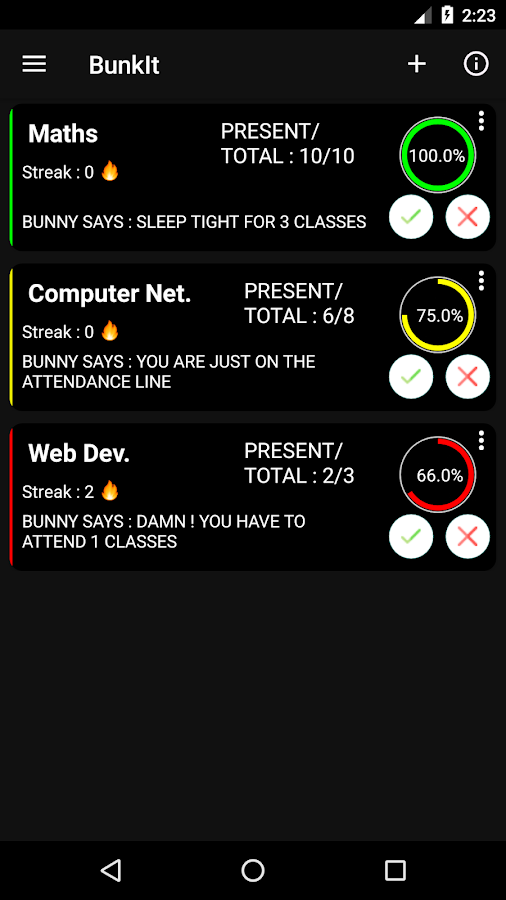 2:23
BunkIt
Maths
PRESENT/
TOTAL : 10/10
100.0%
Streak : 0 🔥
BUNNY SAYS : SLEEP TIGHT FOR 3 CLASSES
Computer Net.
PRESENT/
TOTAL : 6/8
75.0%
Streak : 0 🔥
BUNNY SAYS : YOU ARE JUST ON THE
ATTENDANCE LINE
Web Dev.
PRESENT/
TOTAL : 2/3
66.0%
Streak : 2 🔥
BUNNY SAYS : DAMN ! YOU HAVE TO
ATTEND 1 CLASSES